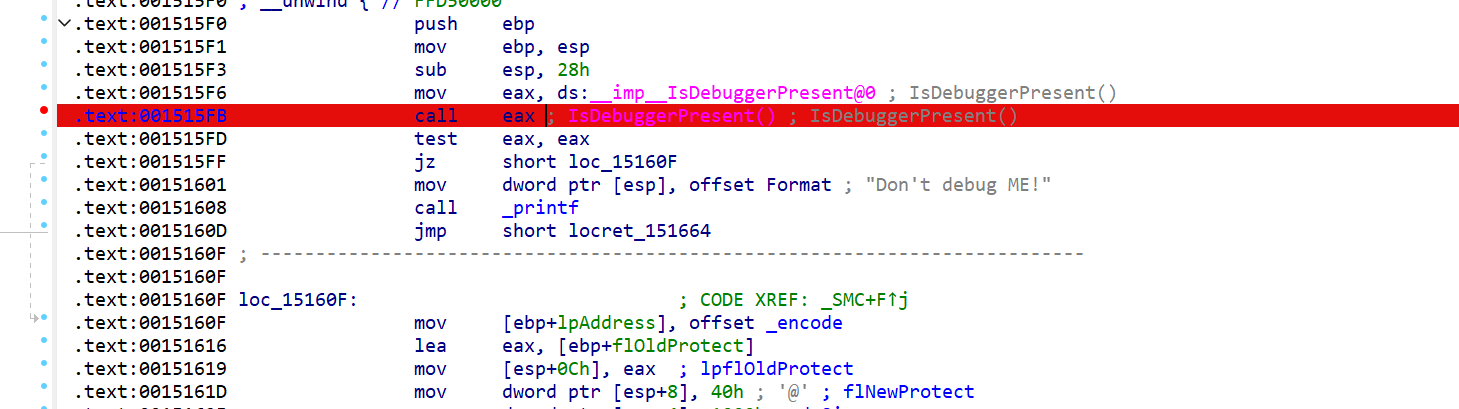 .text:001515F0 ; __unwind { // FFD50000
.text:001515F0 push ebp
.text:001515F1 mov ebp, esp
.text:001515F3 sub esp, 28h
.text:001515F6 mov eax, ds:__imp__IsDebuggerPresent@0 ; IsDebuggerPresent()
.text:001515FB call eax ; IsDebuggerPresent() ; IsDebuggerPresent()
.text:001515FD test eax, eax
.text:001515FF jz short loc_15160F
.text:00151601 mov dword ptr [esp], offset Format ; "Don't debug ME!"
.text:00151608 call _printf
.text:0015160D jmp short locret_151664
.text:0015160F ; ---------------------------------------------------------------------------
.text:0015160F
.text:0015160F loc_15160F: ; CODE XREF: _SMC+F↑j
.text:0015160F mov [ebp+lpAddress], offset _encode
.text:00151616 lea eax, [ebp+flOldProtect]
.text:00151619 mov [esp+0Ch], eax ; lpflOldProtect
.text:0015161D mov dword ptr [esp+8], 40h ; '@' ; flNewProtect